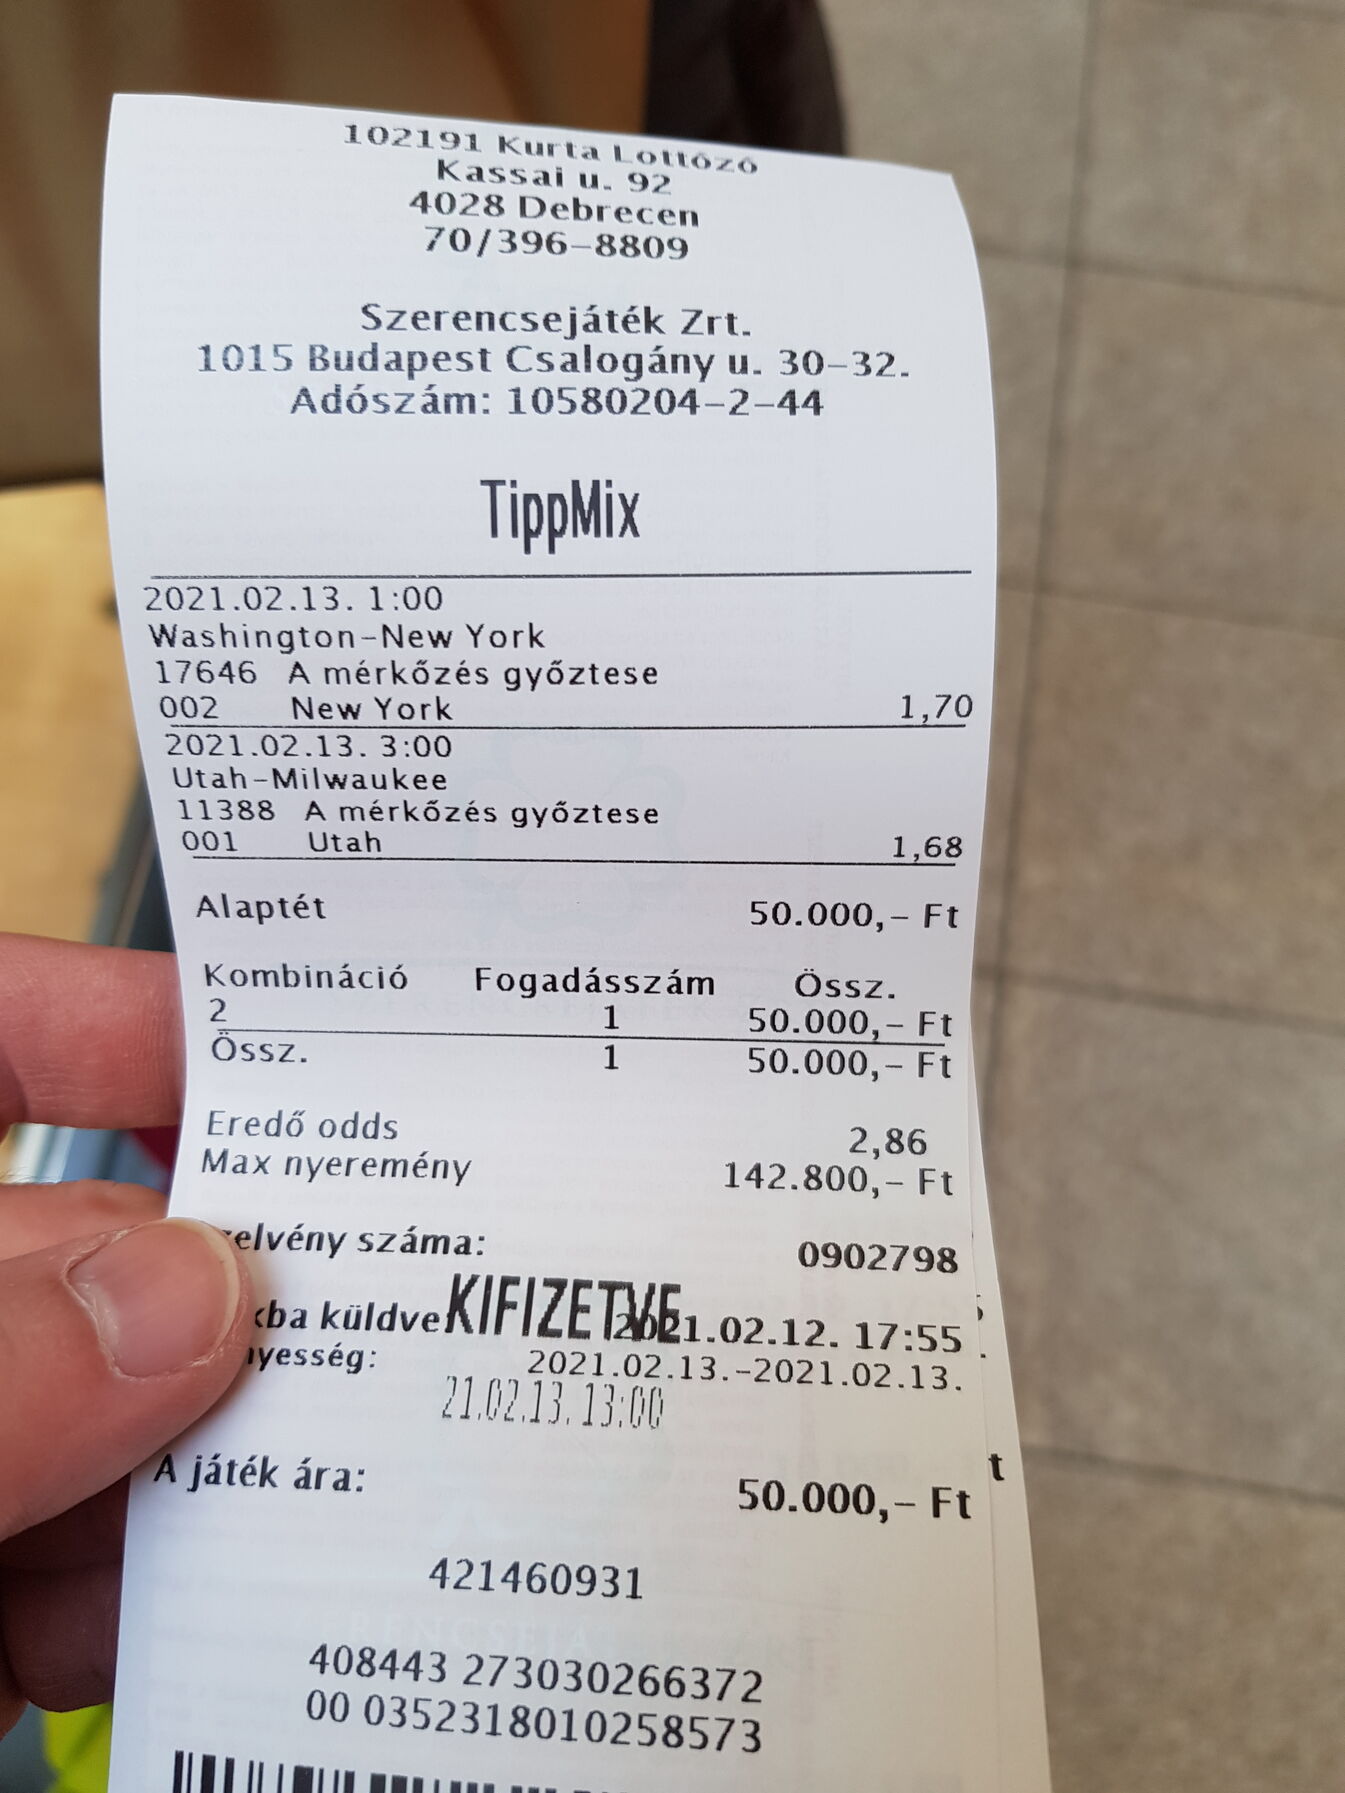 102191 Kurta Lottózó
Kassai u. 92
4028 Debrecen
70/396-8809
Szerencsejáték Zrt.
1015 Budapest Csalogány u. 30-32.
Adószám: 10580204-2-44
TippMix
2021.02.13. 1:00
Washington-New York
17646 A mérkőzés győztese
002 New York 1,70
2021.02.13. 3:00
Utah-Milwaukee
11388 A mérkőzés győztese
001 Utah 1,68
Alaptét 50.000,- Ft
Kombináció Fogadásszám Össz.
2 1 50.000,- Ft
Össz. 1 50.000,- Ft
Eredő odds 2,86
Max nyeremény 142.800,- Ft
elvény száma: 0902798
kba küldve KIFIZETVE 2021.02.12. 17:55
nyesség: 2021.02.13.-2021.02.13.
21.02.13. 13:00
A játék ára: 50.000,- Ft
421460931
408443 273030266372
00 0352318010258573